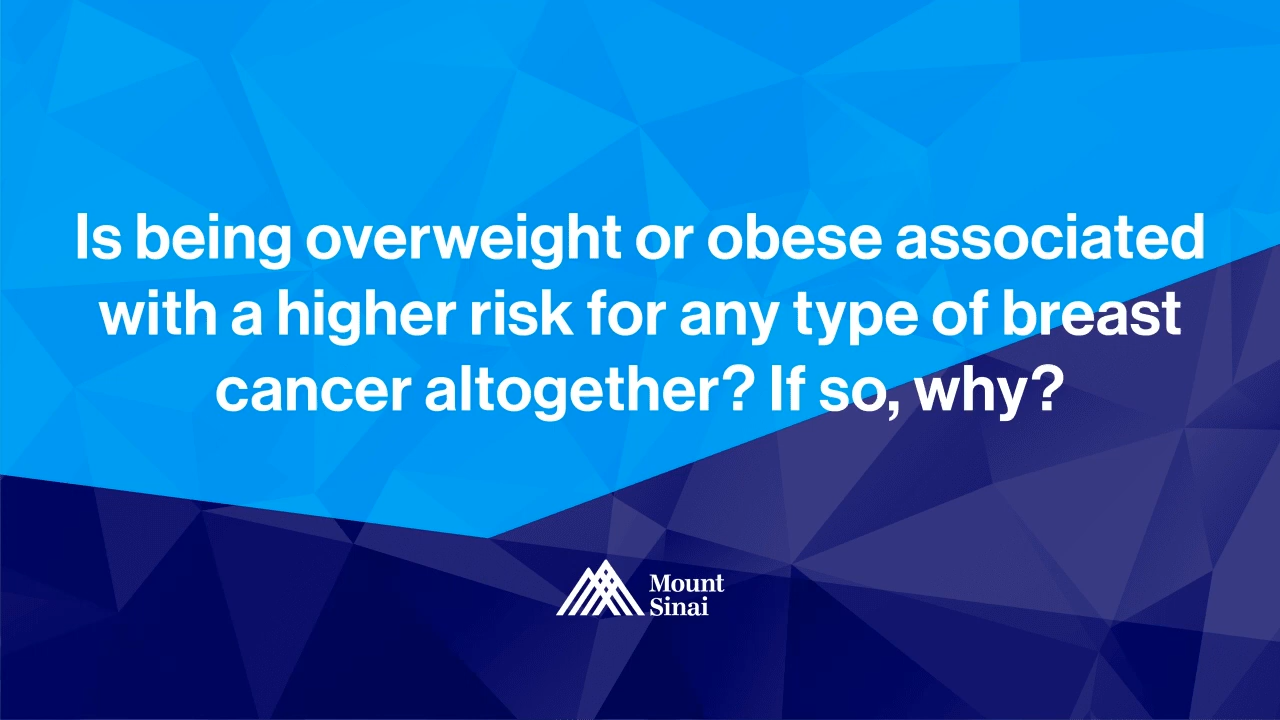 Is being overweight or obese associated
with a higher risk for any type of breast
cancer altogether? If so, why?
Mount
Sinai